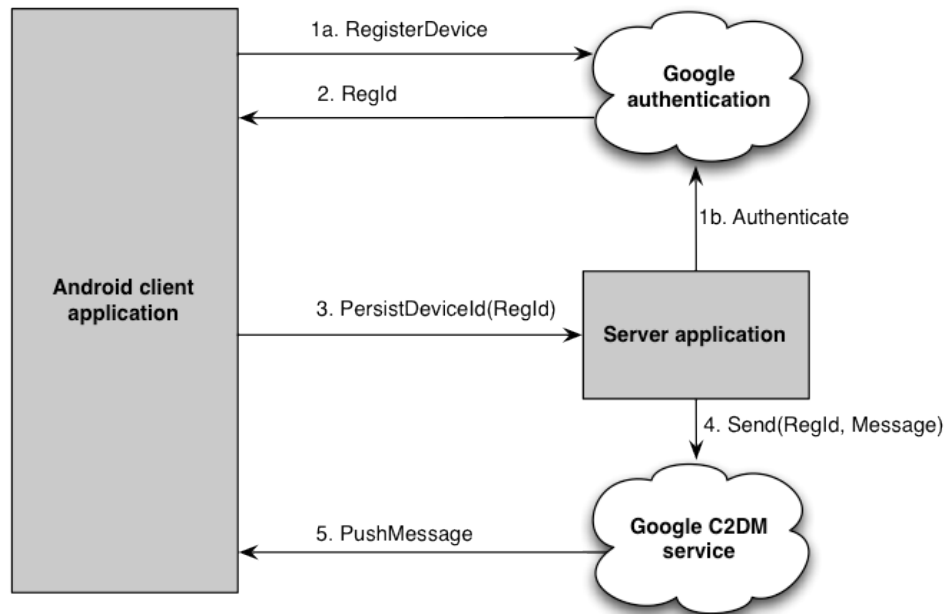 1a. RegisterDevice
Google
authentication
2. RegId
1b. Authenticate
Android client
application
3. PersistDeviceId(RegId)
Server application
4. Send(RegId, Message)
5. PushMessage
Google C2DM
service